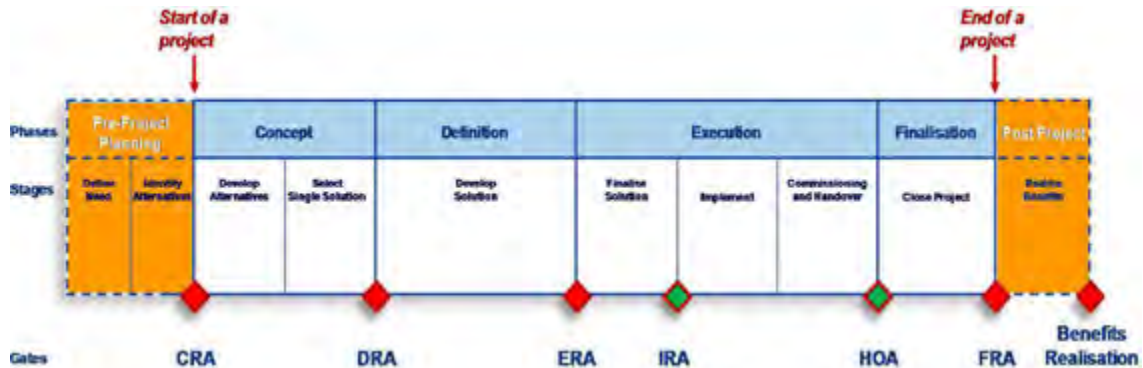 Start of a
project
End of a
project
Phases
Pre-Project
Planning
Concept
Definition
Execution
Finalisation
Post Project
Stages
Define
Need
Identify
Alternatives
Develop
Alternatives
Select
Single Solution
Develop
Solution
Finalise
Solution
Implement
Commissioning
and Handover
Close Project
Realise
Benefits
Gates
CRA
DRA
ERA
IRA
HOA
FRA
Benefits
Realisation